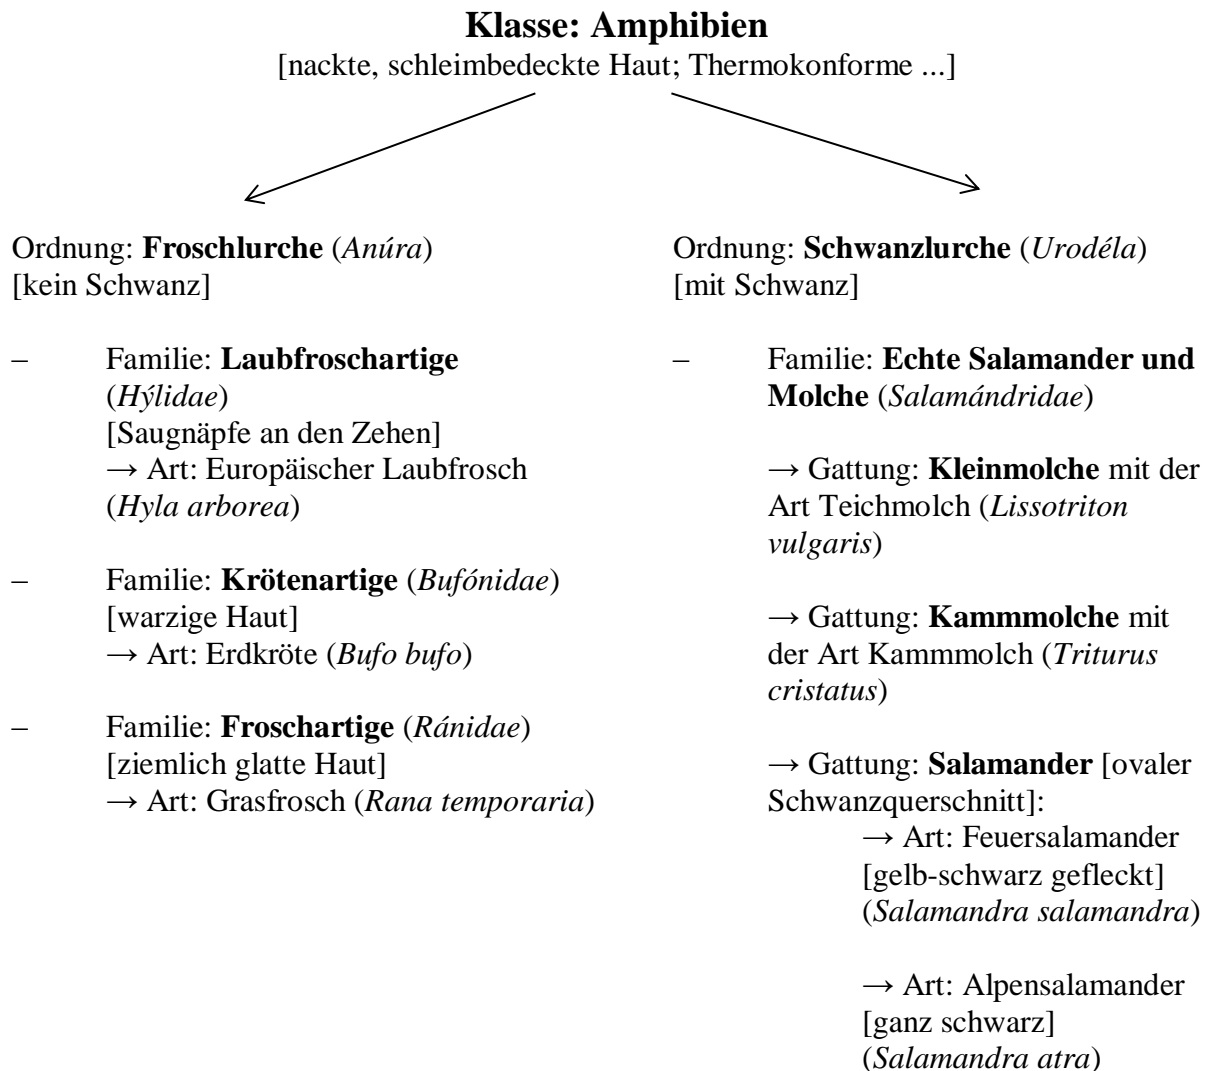 Klasse: Amphibien
[nackte, schleimbedeckte Haut; Thermokonforme ...]
Ordnung: Froschlurche (Anúra)
[kein Schwanz]
– Familie: Laubfroschartige
(Hýlidae)
[Saugnäpfe an den Zehen]
→ Art: Europäischer Laubfrosch
(Hyla arborea)
– Familie: Krötenartige (Bufónidae)
[warzige Haut]
→ Art: Erdkröte (Bufo bufo)
– Familie: Froschartige (Ránidae)
[ziemlich glatte Haut]
→ Art: Grasfrosch (Rana temporaria)
Ordnung: Schwanzlurche (Urodéla)
[mit Schwanz]
– Familie: Echte Salamander und
Molche (Salamándridae)
→ Gattung: Kleinmolche mit der
Art Teichmolch (Lissotriton
vulgaris)
→ Gattung: Kammmolche mit
der Art Kammmolch (Triturus
cristatus)
→ Gattung: Salamander [ovaler
Schwanzquerschnitt]:
→ Art: Feuersalamander
[gelb-schwarz gefleckt]
(Salamandra salamandra)
→ Art: Alpensalamander
[ganz schwarz]
(Salamandra atra)